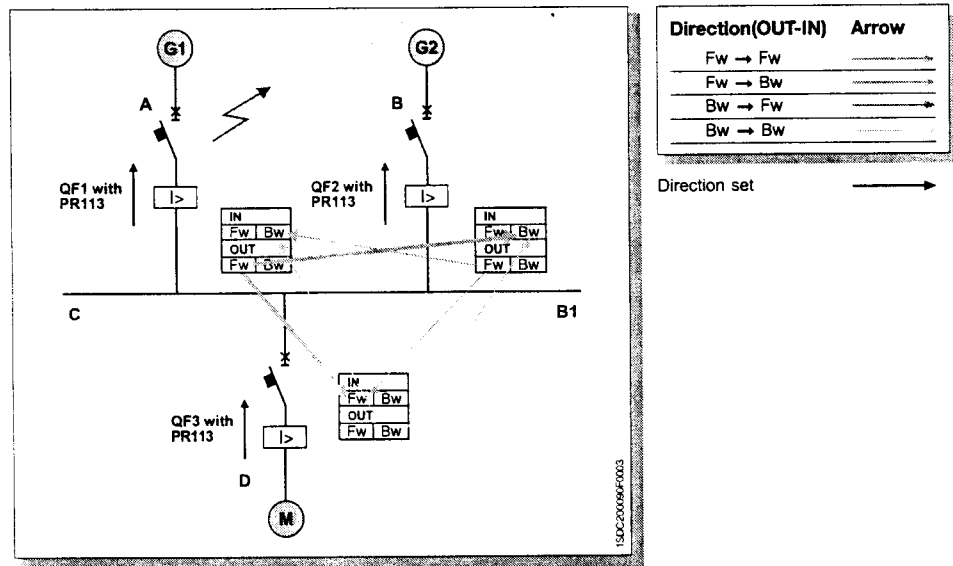 G1
G2
A
B
QF1 with
PR113
I>
QF2 with
PR113
I>
IN
Fw Bw
OUT
Fw Bw
IN
Fw Bw
OUT
Fw Bw
C
B1
QF3 with
PR113
I>
IN
Fw Bw
OUT
Fw Bw
D
M
1SDC200090F0003
Direction(OUT-IN) Arrow
Fw → Fw
Fw → Bw
Bw → Fw
Bw → Bw
Direction set